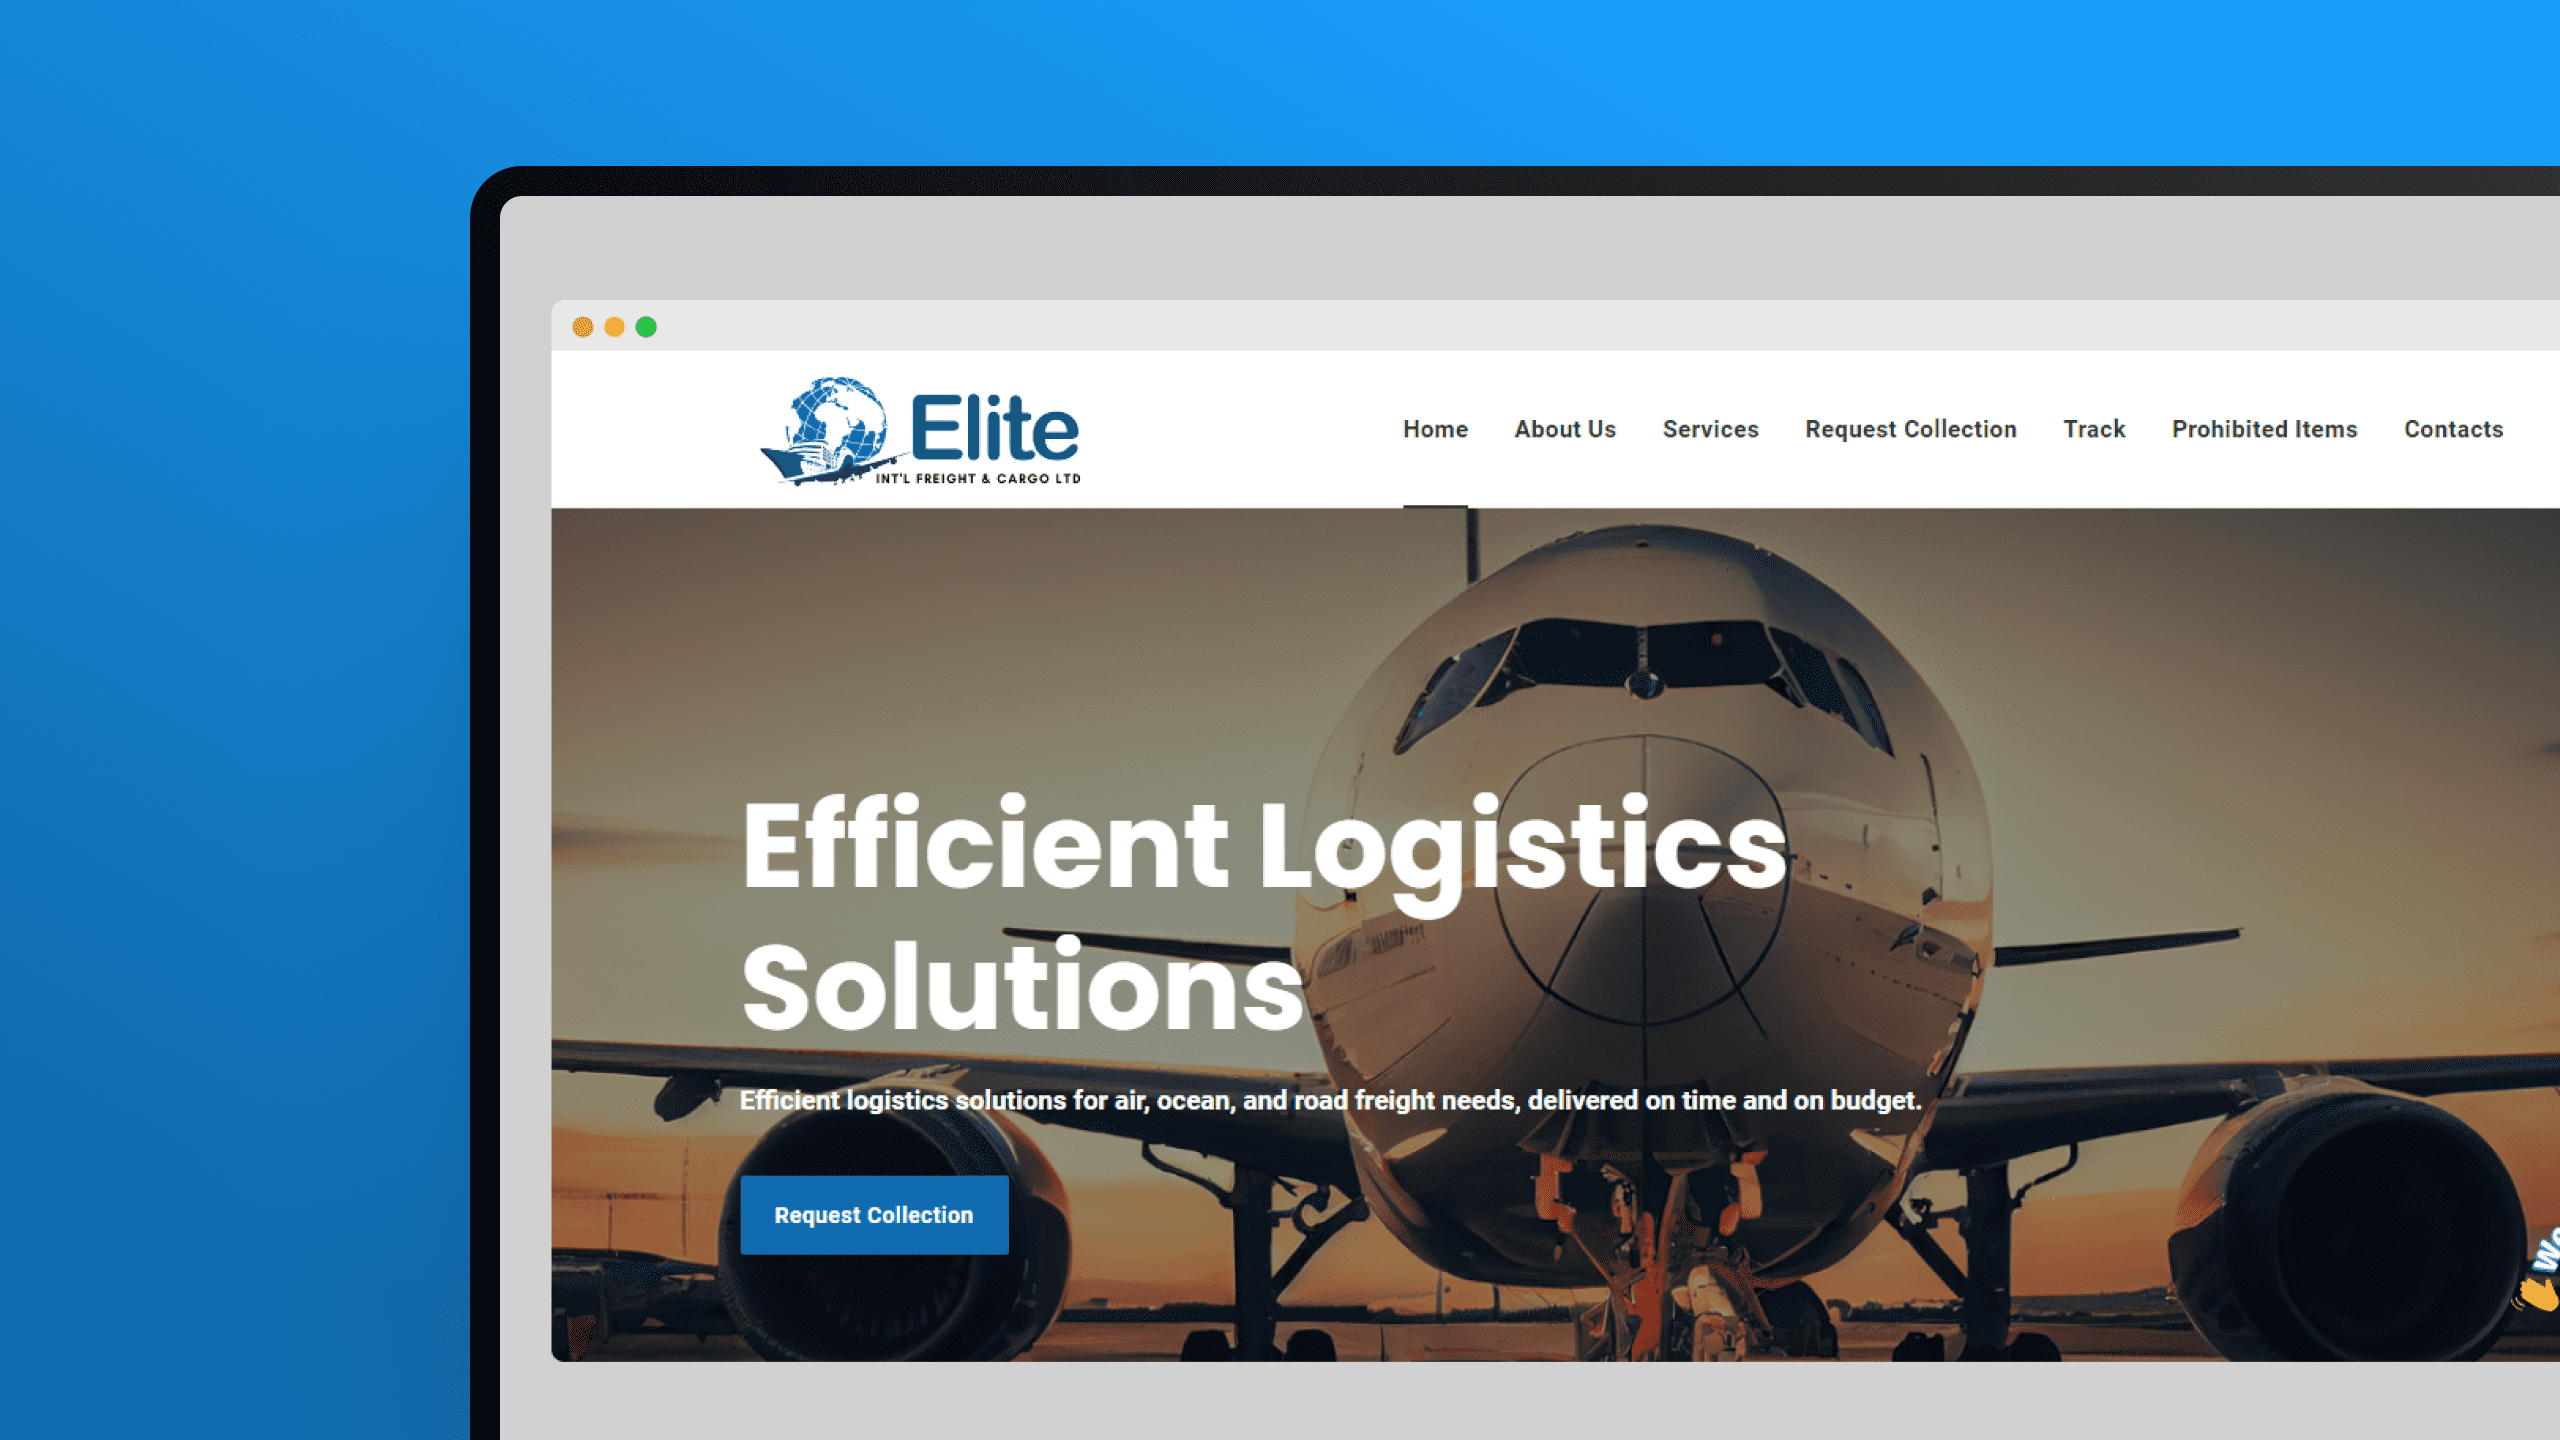 Elite
INT'L FREIGHT & CARGO LTD
Home About Us Services Request Collection Track Prohibited Items Contacts
Efficient Logistics
Solutions
Efficient logistics solutions for air, ocean, and road freight needs, delivered on time and on budget.
Request Collection